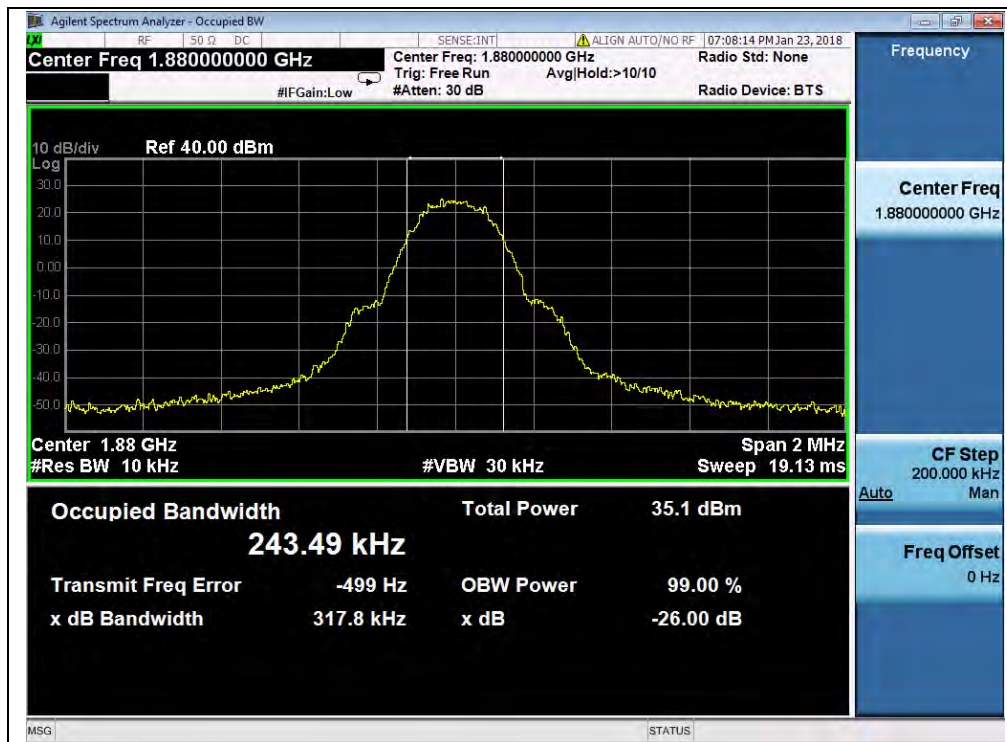 Agilent Spectrum Analyzer - Occupied BW
LXI
RF 50 Ω DC SENSE:INT ALIGN AUTO/NO RF 07:08:14 PM Jan 23, 2018
Center Freq 1.880000000 GHz
Center Freq: 1.880000000 GHz
Radio Std: None
Trig: Free Run
Avg|Hold:>10/10
#IFGain:Low
#Atten: 30 dB
Radio Device: BTS
10 dB/div
Ref 40.00 dBm
Log
30.0
20.0
10.0
0.00
-10.0
-20.0
-30.0
-40.0
-50.0
Center 1.88 GHz
Span 2 MHz
#Res BW 10 kHz
#VBW 30 kHz
Sweep 19.13 ms
Occupied Bandwidth
Total Power
35.1 dBm
243.49 kHz
Transmit Freq Error
-499 Hz
OBW Power
99.00 %
x dB Bandwidth
317.8 kHz
x dB
-26.00 dB
MSG
STATUS
Frequency
Center Freq
1.880000000 GHz
CF Step
200.000 kHz
Auto Man
Freq Offset
0 Hz